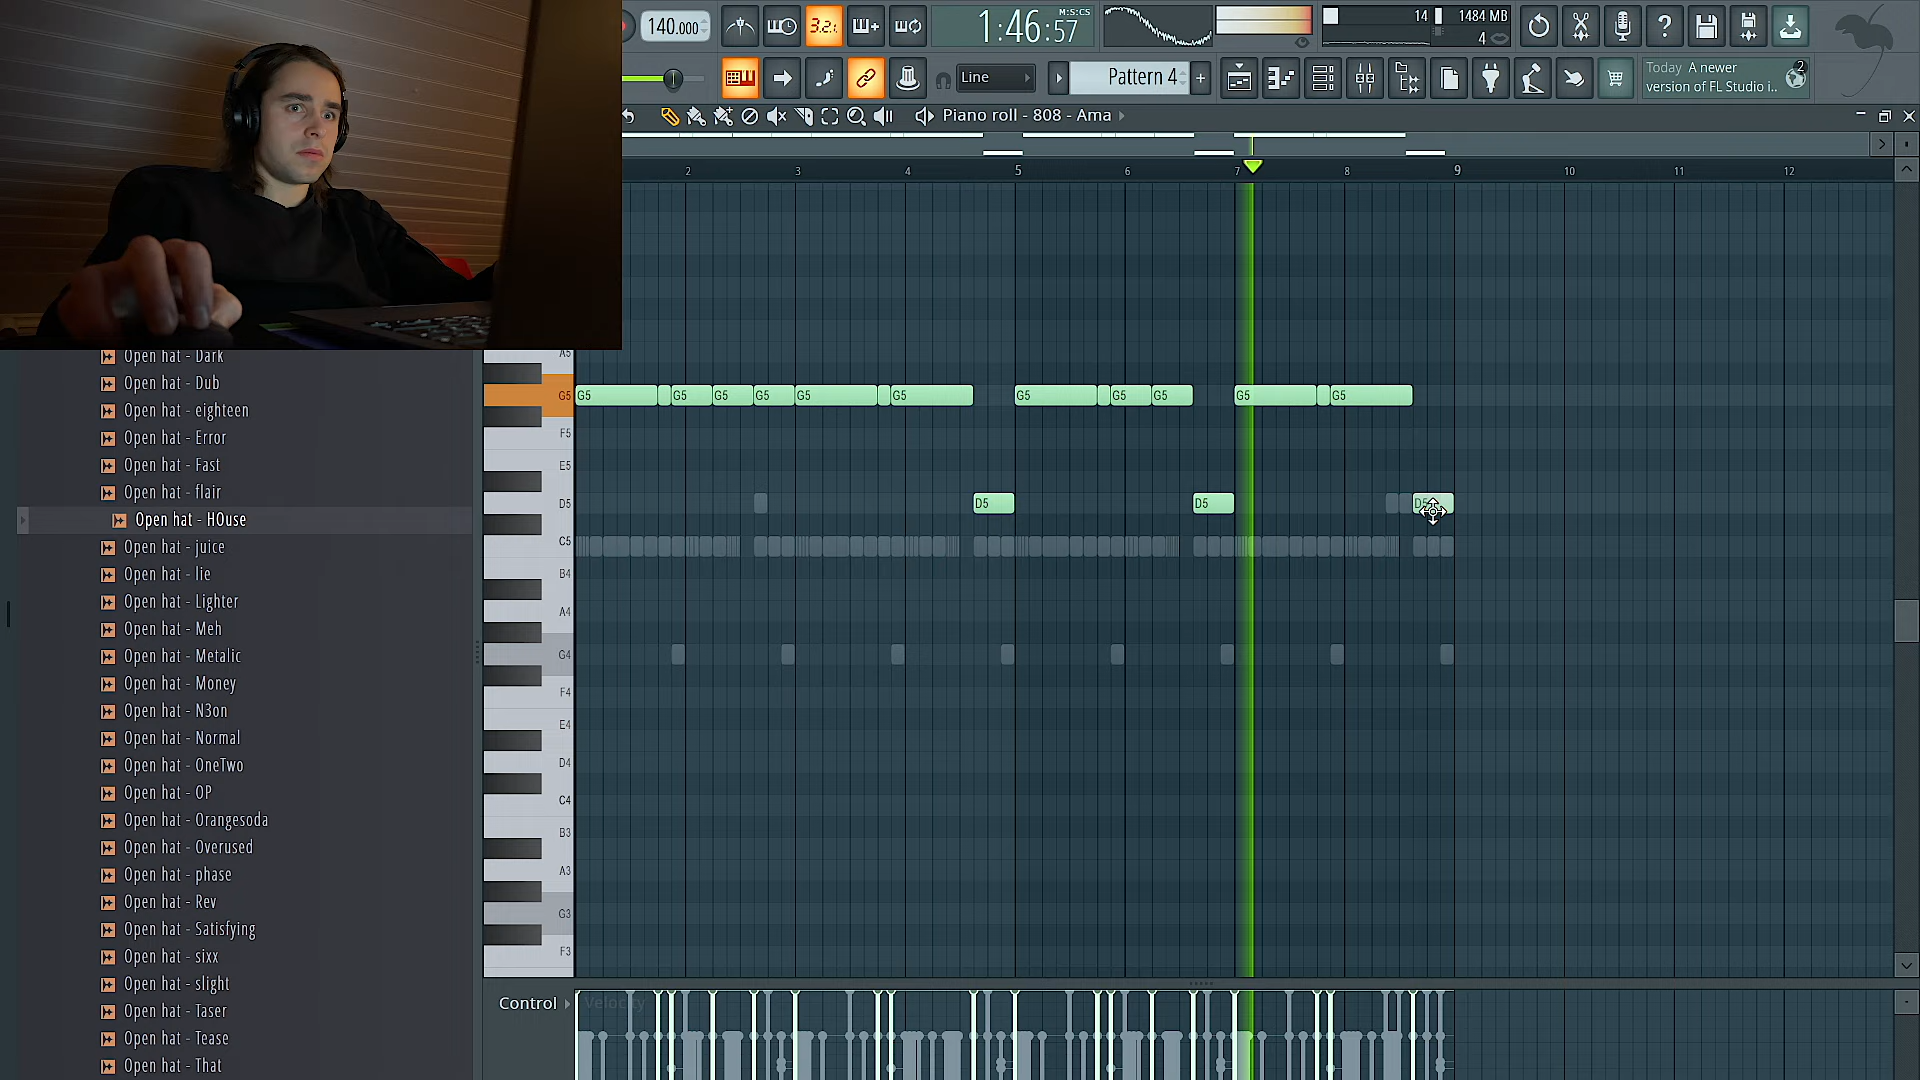 140.000
3.2.
1:46:57
M:S:CS
14
1484 MB
4
Line
Pattern 4
+
Today A newer
version of FL Studio i..
2
Piano roll - 808 - Ama
2 3 4 5 6 7 8 9 10 11 12
Open hat - Dark
Open hat - Dub
Open hat - eighteen
Open hat - Error
Open hat - Fast
Open hat - flair
Open hat - HOuse
Open hat - juice
Open hat - lie
Open hat - Lighter
Open hat - Meh
Open hat - Metalic
Open hat - Money
Open hat - N3on
Open hat - Normal
Open hat - OneTwo
Open hat - OP
Open hat - Orangesoda
Open hat - Overused
Open hat - phase
Open hat - Rev
Open hat - Satisfying
Open hat - sixx
Open hat - slight
Open hat - Taser
Open hat - Tease
Open hat - That
A5
G5 G5 G5 G5 G5 G5 G5 G5 G5 G5 G5 G5
F5
E5
D5 D5 D5 D5
C5
B4
A4
G4
F4
E4
D4
C4
B3
A3
G3
F3
Control
Velocity